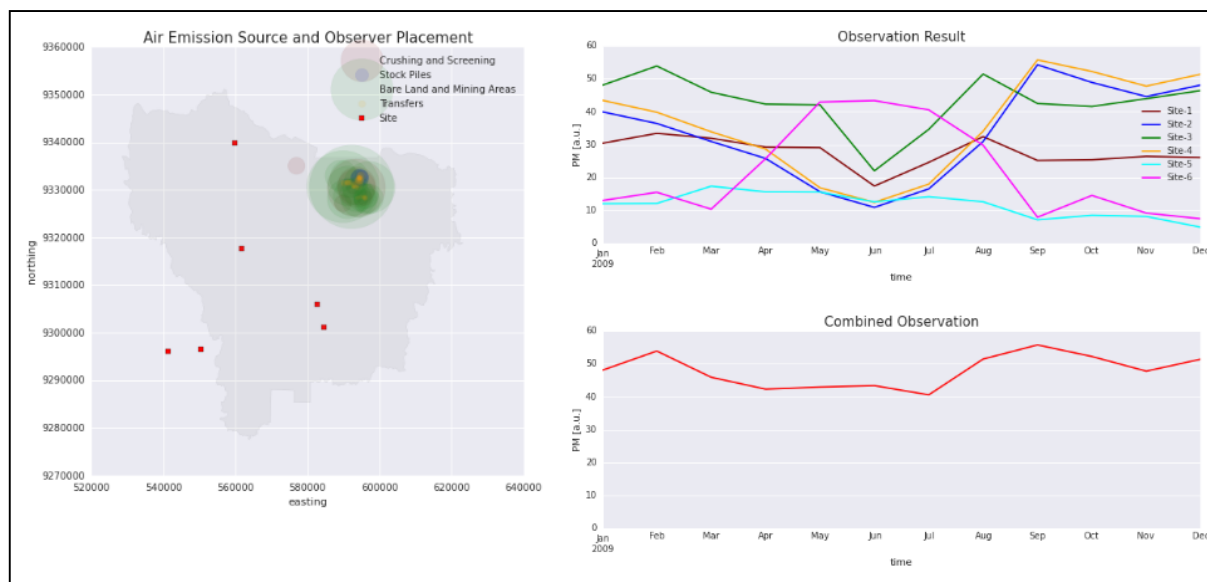 Air Emission Source and Observer Placement
9360000
9350000
9340000
9330000
9320000
9310000
9300000
9290000
9280000
9270000
northing
520000 540000 560000 580000 600000 620000 640000
easting
Crushing and Screening
Stock Piles
Bare Land and Mining Areas
Transfers
Site
Observation Result
60
50
40
30
20
10
0
PM [a.u.]
Jan Feb Mar Apr May Jun Jul Aug Sep Oct Nov Dec
2009
time
Site-1
Site-2
Site-3
Site-4
Site-5
Site-6
Combined Observation
60
50
40
30
20
10
0
PM [a.u.]
Jan Feb Mar Apr May Jun Jul Aug Sep Oct Nov Dec
2009
time